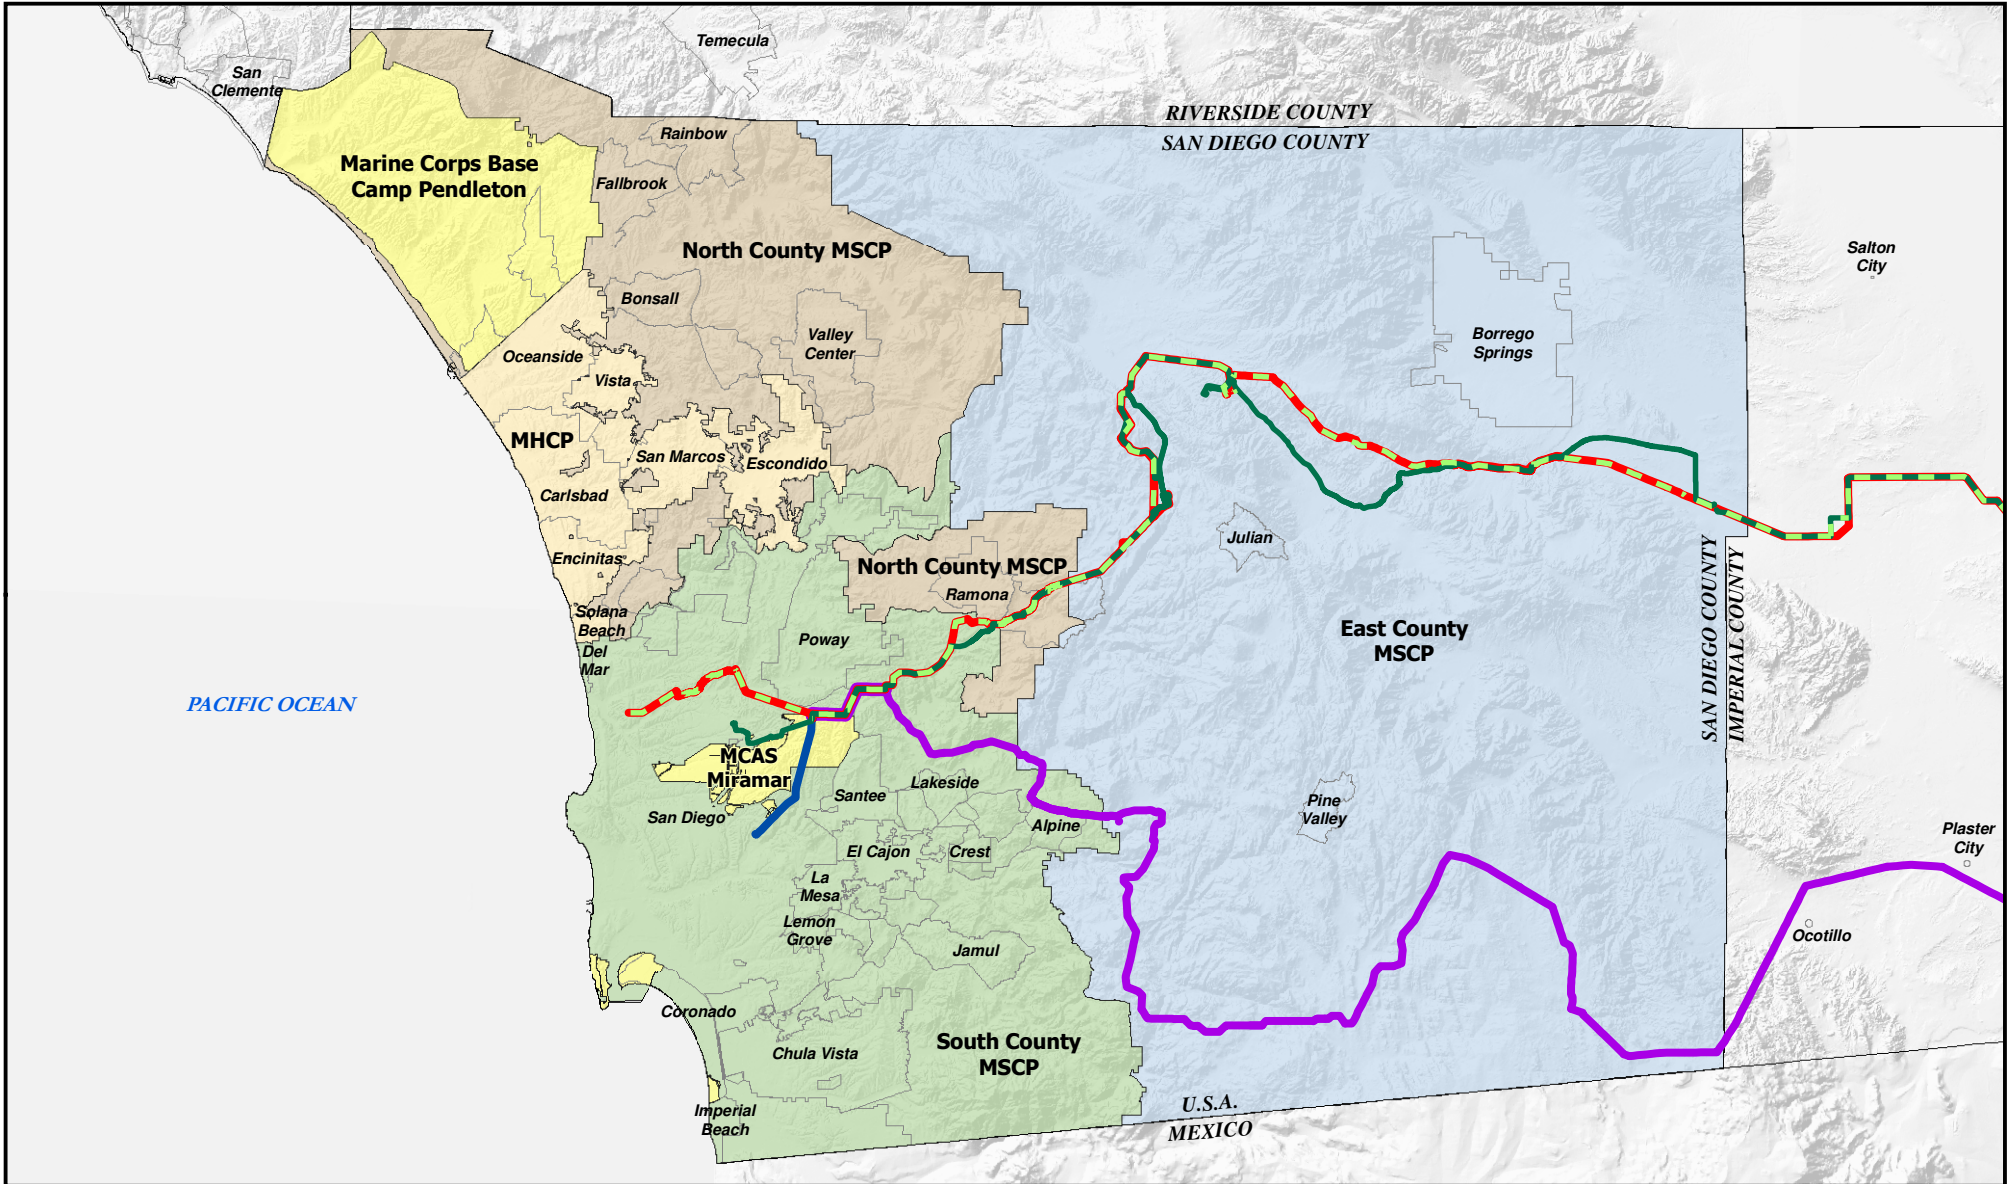 Temecula
San
Clemente
RIVERSIDE COUNTY
SAN DIEGO COUNTY
Rainbow
Marine Corps Base
Camp Pendleton
Fallbrook
North County MSCP
Salton
City
Bonsall
Valley
Center
Borrego
Springs
Oceanside
Vista
MHCP
San Marcos
Escondido
Carlsbad
Encinitas
North County MSCP
Ramona
Julian
Solana
Beach
Poway
East County
MSCP
SAN DIEGO COUNTY
IMPERIAL COUNTY
Del
Mar
PACIFIC OCEAN
MCAS
Miramar
Lakeside
Santee
San Diego
Alpine
Pine
Valley
Plaster
City
El Cajon
Crest
La
Mesa
Lemon
Grove
Jamul
Ocotillo
Coronado
Chula Vista
South County
MSCP
Imperial
Beach
U.S.A.
MEXICO